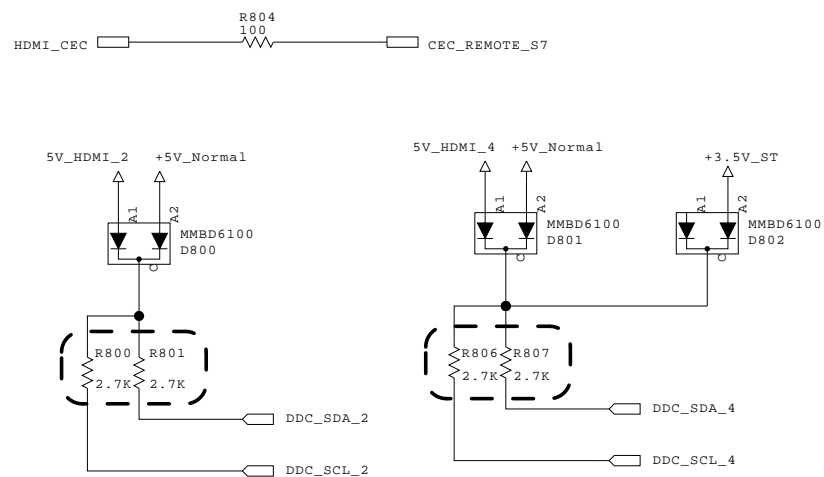 R804
100
HDMI_CEC
CEC_REMOTE_S7
5V_HDMI_2
+5V_Normal
A1
A2
MMBD6100
D800
C
R800
R801
2.7K
2.7K
DDC_SDA_2
DDC_SCL_2
5V_HDMI_4
+5V_Normal
+3.5V_ST
A1
A2
MMBD6100
D801
C
A1
A2
MMBD6100
D802
C
R806
R807
2.7K
2.7K
DDC_SDA_4
DDC_SCL_4